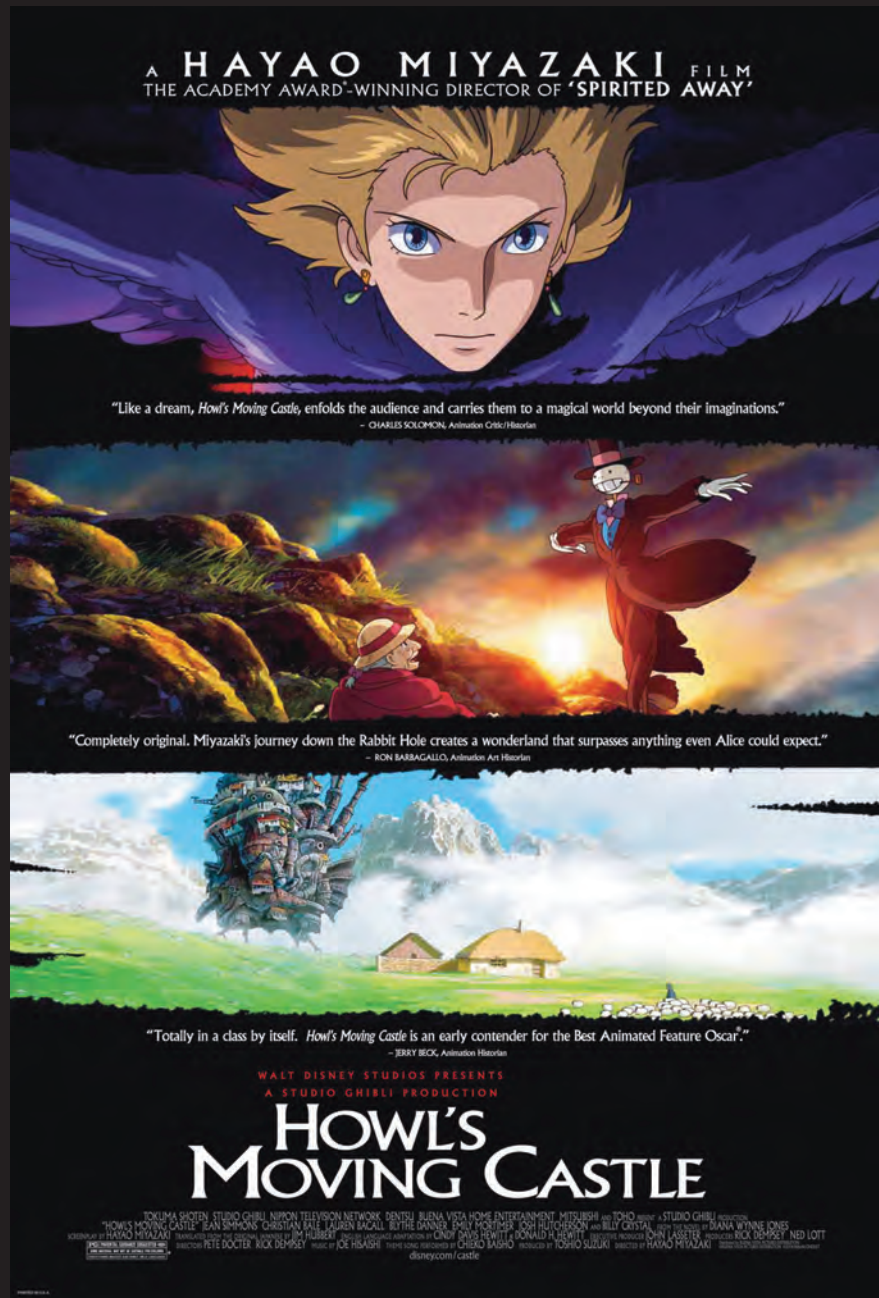 A HAYAO MIYAZAKI FILM
THE ACADEMY AWARD®-WINNING DIRECTOR OF 'SPIRITED AWAY'
“Like a dream, Howl's Moving Castle, enfolds the audience and carries them to a magical world beyond their imaginations.”
– CHARLES SOLOMON, Animation Critic/Historian
“Completely original. Miyazaki's journey down the Rabbit Hole creates a wonderland that surpasses anything even Alice could expect.”
– RON BARBAGALLO, Animation Art Historian
“Totally in a class by itself. Howl's Moving Castle is an early contender for the Best Animated Feature Oscar®.”
– JERRY BECK, Animation Historian
WALT DISNEY STUDIOS PRESENTS
A STUDIO GHIBLI PRODUCTION
HOWL'S
MOVING CASTLE
TOKUMA SHOTEN STUDIO GHIBLI NIPPON TELEVISION NETWORK DENTSU BUENA VISTA HOME ENTERTAINMENT MITSUBISHI AND TOHO PRESENT A STUDIO GHIBLI PRODUCTION
"HOWL'S MOVING CASTLE" JEAN SIMMONS CHRISTIAN BALE LAUREN BACALL BLYTHE DANNER EMILY MORTIMER JOSH HUTCHERSON AND BILLY CRYSTAL FROM THE NOVEL BY DIANA WYNNE JONES
SCREENPLAY BY HAYAO MIYAZAKI TRANSLATED FROM THE ORIGINAL JAPANESE BY JIM HUBBERT ENGLISH LANGUAGE ADAPTATION BY CINDY DAVIS HEWITT & DONALD H. HEWITT EXECUTIVE PRODUCER JOHN LASSETER PRODUCERS RICK DEMPSEY NED LOTT
DIRECTORS PETE DOCTER RICK DEMPSEY MUSIC BY JOE HISAISHI THEME SONG PERFORMED BY CHIEKO BAISHO PRODUCED BY TOSHIO SUZUKI DIRECTED BY HAYAO MIYAZAKI
disney.com/castle